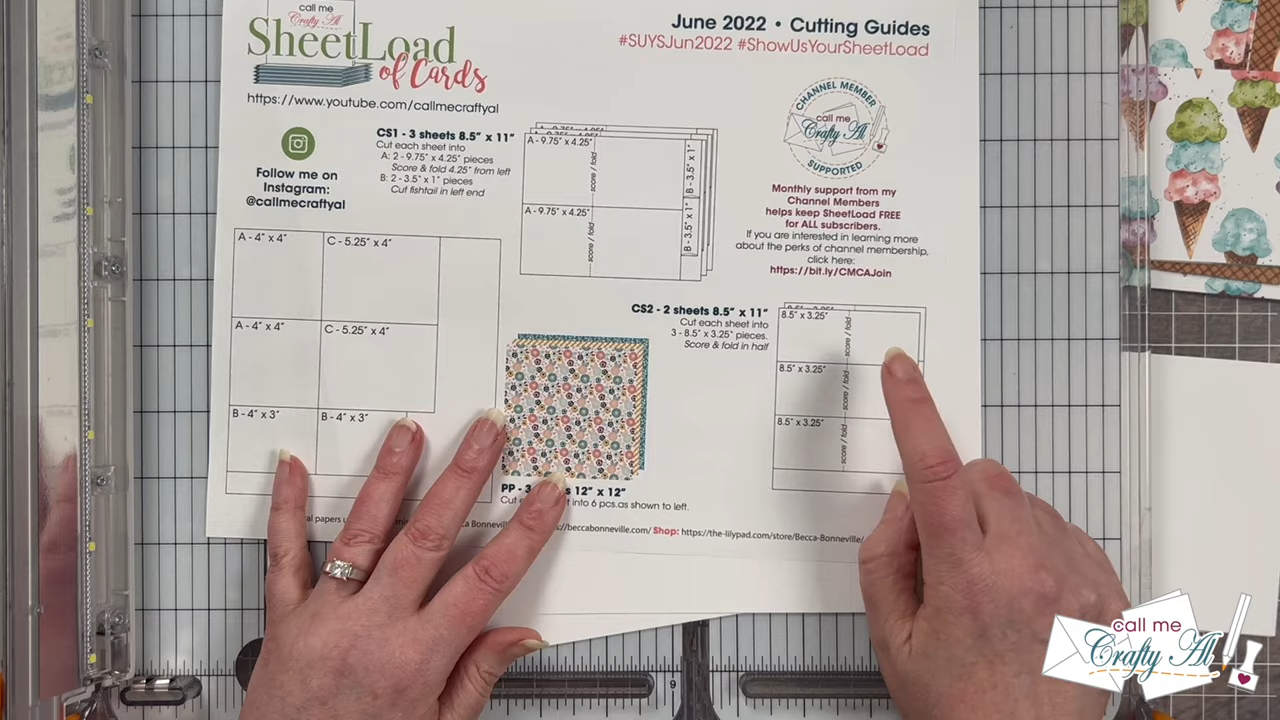 call me
Crafty Al
SheetLoad
of Cards
https://www.youtube.com/callmecraftyal
June 2022 • Cutting Guides
#SUYSJun2022 #ShowUsYourSheetLoad
Follow me on
Instagram:
@callmecraftyal
CS1 - 3 sheets 8.5" x 11"
Cut each sheet into
A: 2 - 9.75" x 4.25" pieces
Score & fold 4.25" from left
B: 2 - 3.5" x 1" pieces
Cut fishtail in left end
A - 9.75" x 4.25"
score / fold
B - 3.5" x 1"
A - 9.75" x 4.25"
score / fold
B - 3.5" x 1"
CHANNEL MEMBER
call me
Crafty Al
SUPPORTED
Monthly support from my
Channel Members
helps keep SheetLoad FREE
for ALL subscribers.
If you are interested in learning more
about the perks of channel membership,
click here:
https://bit.ly/CMCAJoin
A - 4" x 4"
C - 5.25" x 4"
A - 4" x 4"
C - 5.25" x 4"
B - 4" x 3"
B - 4" x 3"
CS2 - 2 sheets 8.5" x 11"
Cut each sheet into
3 - 8.5" x 3.25" pieces.
Score & fold in half
8.5" x 3.25"
score / fold
8.5" x 3.25"
score / fold
8.5" x 3.25"
score / fold
PP - 3 12" x 12"
Cut into 6 pcs.as shown to left.
papers Becca Bonneville beccabonneville.com/ Shop: https://the-lilypad.com/store/Becca-Bonneville/
9
call me
Crafty Al